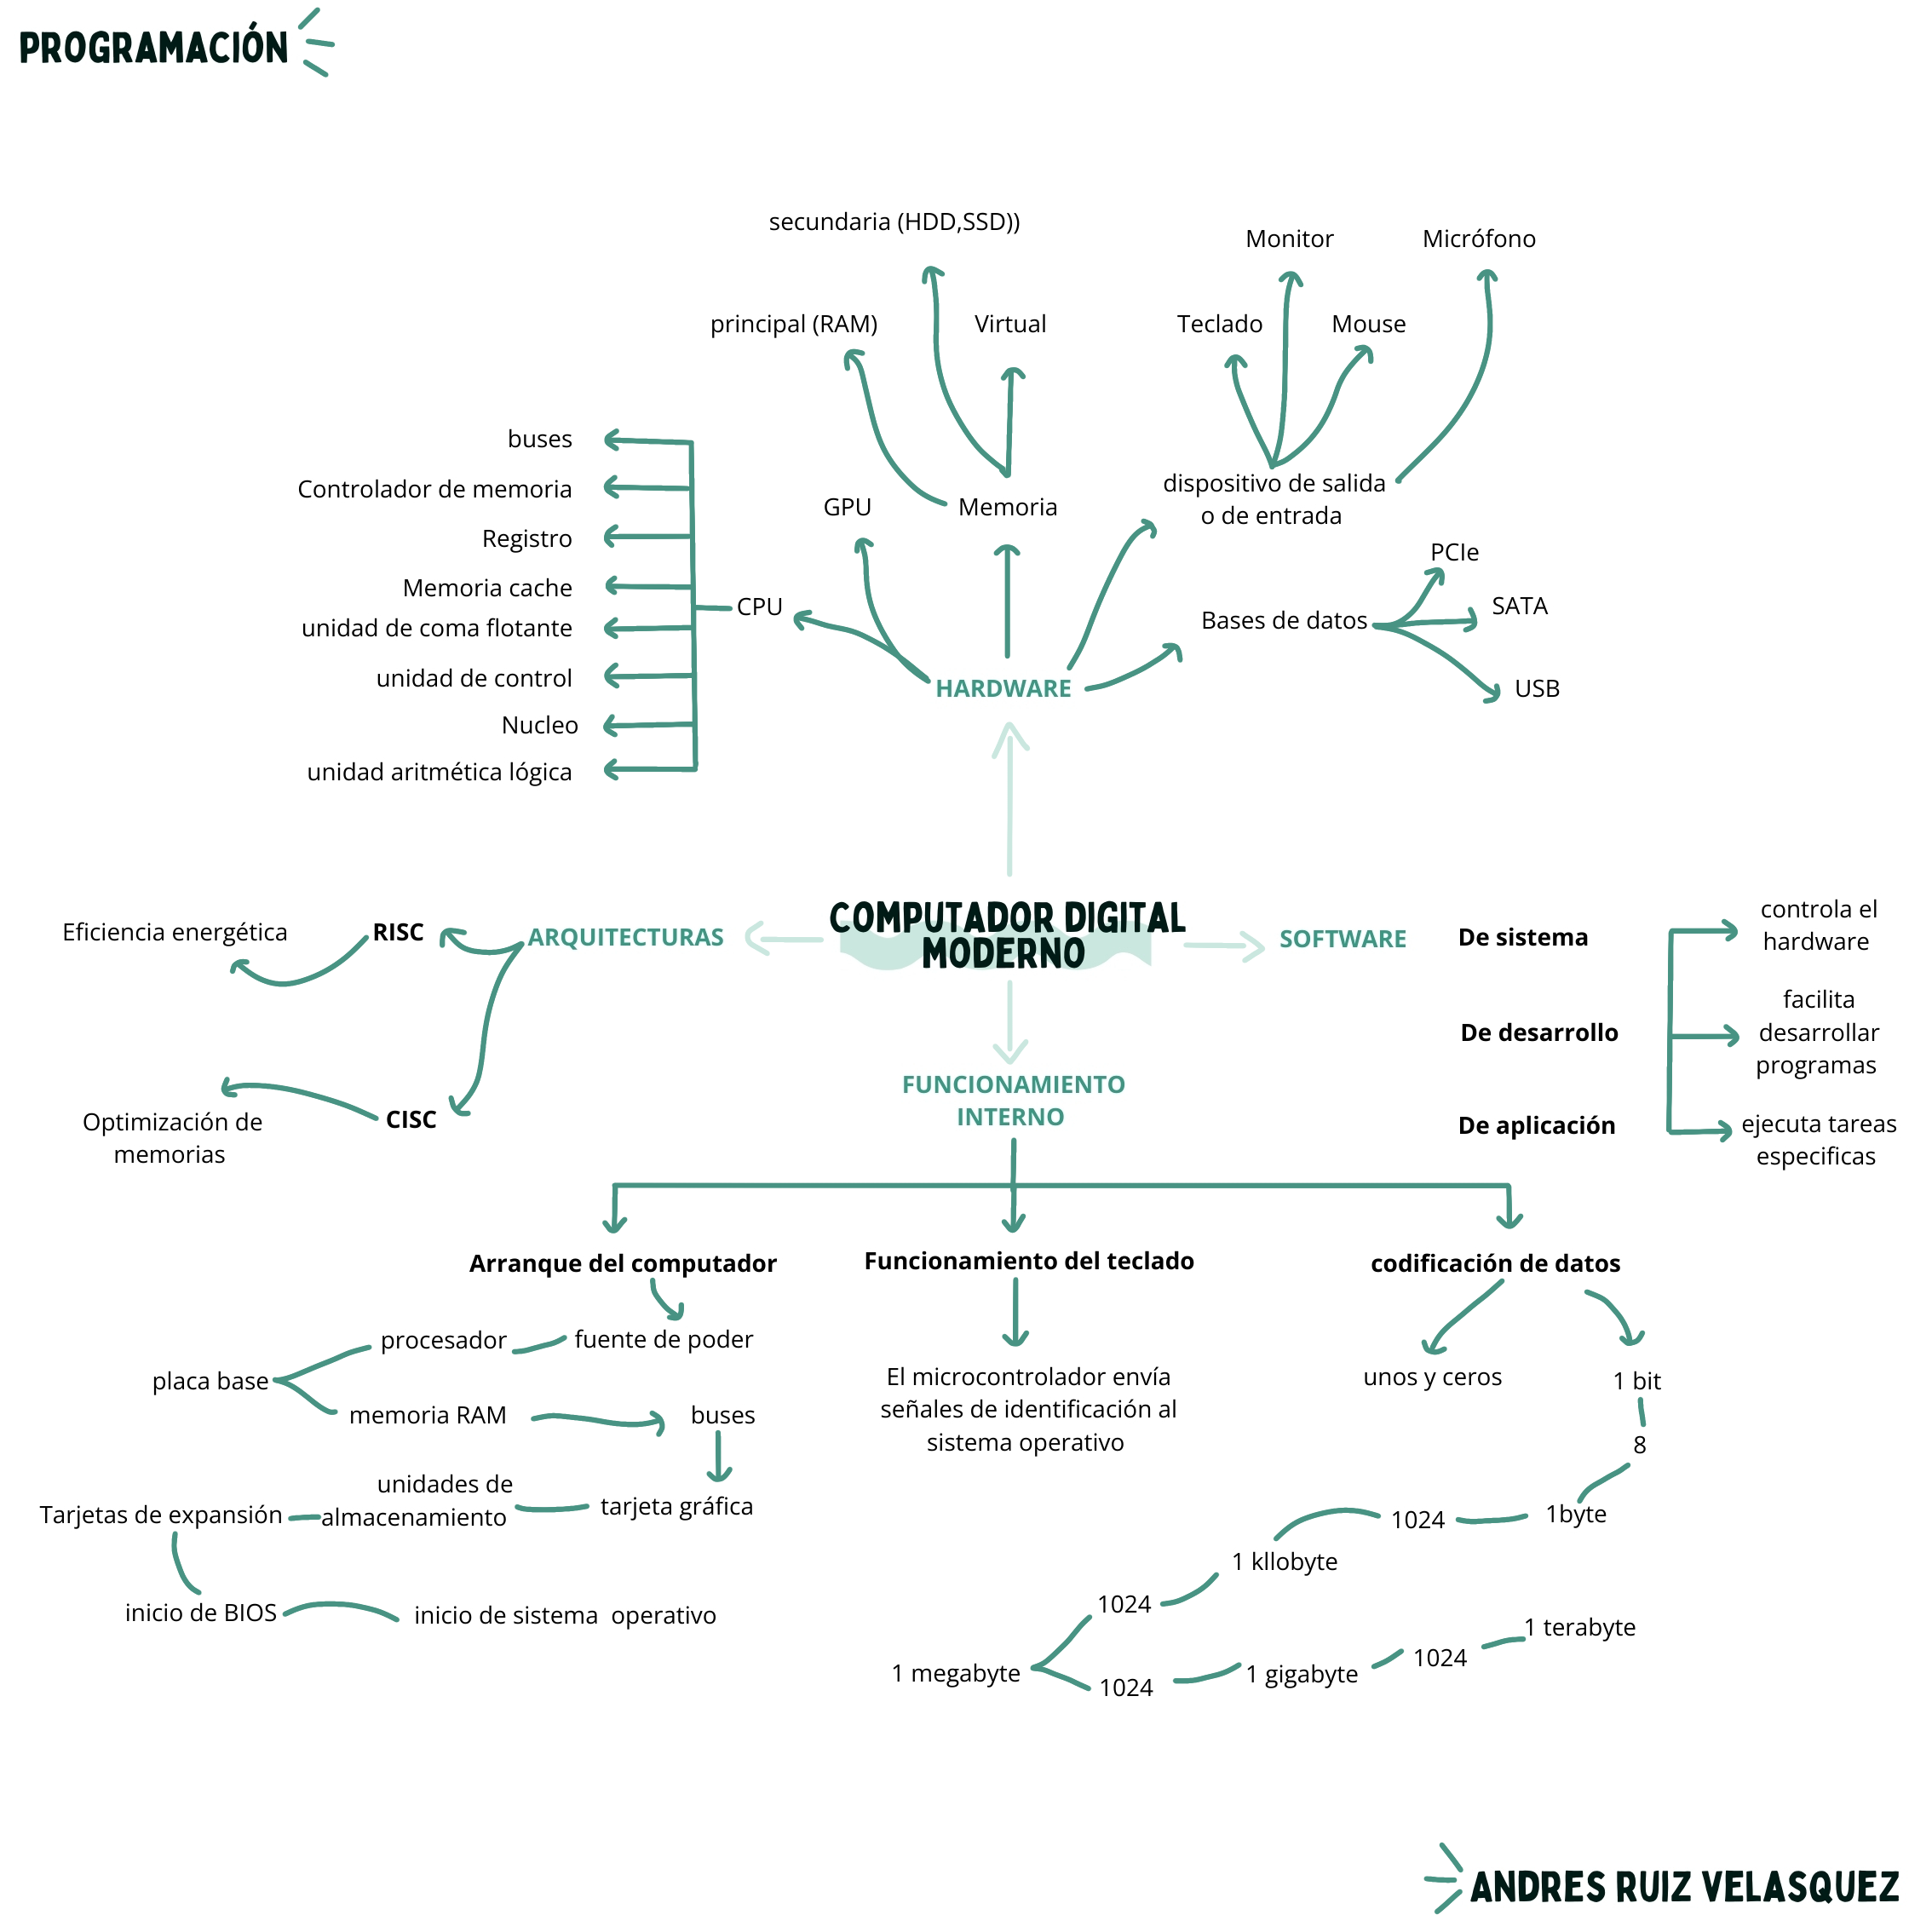 PROGRAMACIÓN
secundaria (HDD,SSD))
Monitor
Micrófono
principal (RAM)
Virtual
Teclado
Mouse
buses
Controlador de memoria
Registro
Memoria cache
unidad de coma flotante
unidad de control
Nucleo
unidad aritmética lógica
CPU
GPU
Memoria
dispositivo de salida
o de entrada
PCIe
Bases de datos
SATA
USB
HARDWARE
COMPUTADOR DIGITAL
MODERNO
ARQUITECTURAS
RISC
Eficiencia energética
CISC
Optimización de
memorias
SOFTWARE
De sistema
controla el
hardware
De desarrollo
facilita
desarrollar
programas
De aplicación
ejecuta tareas
especificas
FUNCIONAMIENTO
INTERNO
Arranque del computador
fuente de poder
procesador
placa base
memoria RAM
buses
tarjeta gráfica
unidades de
almacenamiento
Tarjetas de expansión
inicio de BIOS
inicio de sistema  operativo
Funcionamiento del teclado
El microcontrolador envía
señales de identificación al
sistema operativo
codificación de datos
unos y ceros
1 bit
8
1byte
1024
1 kllobyte
1024
1 megabyte
1024
1 gigabyte
1024
1 terabyte
ANDRES RUIZ VELASQUEZ